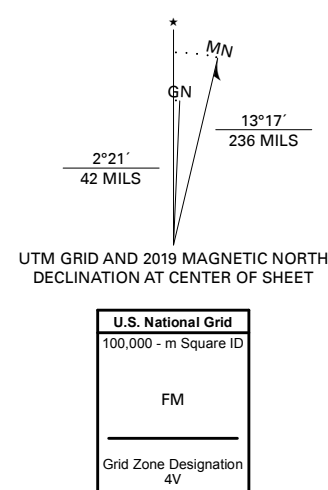 ★
MN
GN
13°17´
236 MILS
2°21´
42 MILS
UTM GRID AND 2019 MAGNETIC NORTH
DECLINATION AT CENTER OF SHEET
U.S. National Grid
100,000 - m Square ID
FM
Grid Zone Designation
4V